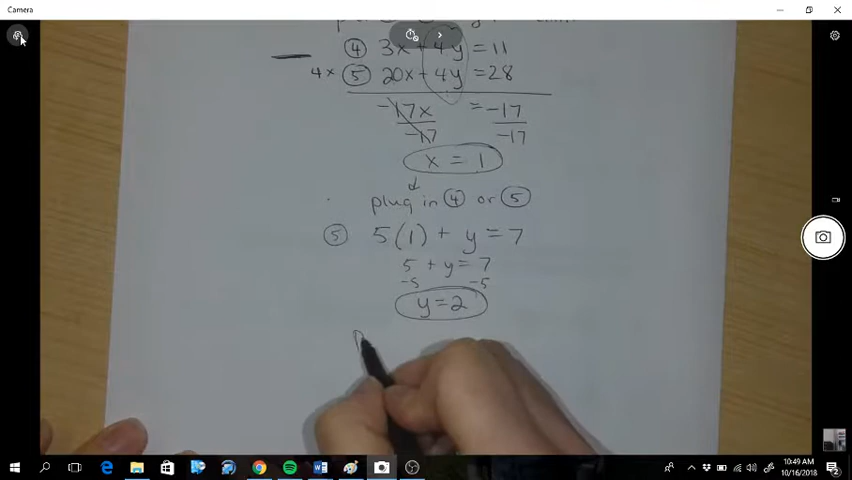 Camera
④ 3x + 4y = 11
4x ⑤ 20x + 4y = 28
-17x = -17
-17 -17
x = 1
plug in ④ or ⑤
⑤ 5(1) + y = 7
5 + y = 7
-5 -5
y = 2
10:49 AM
10/16/2018